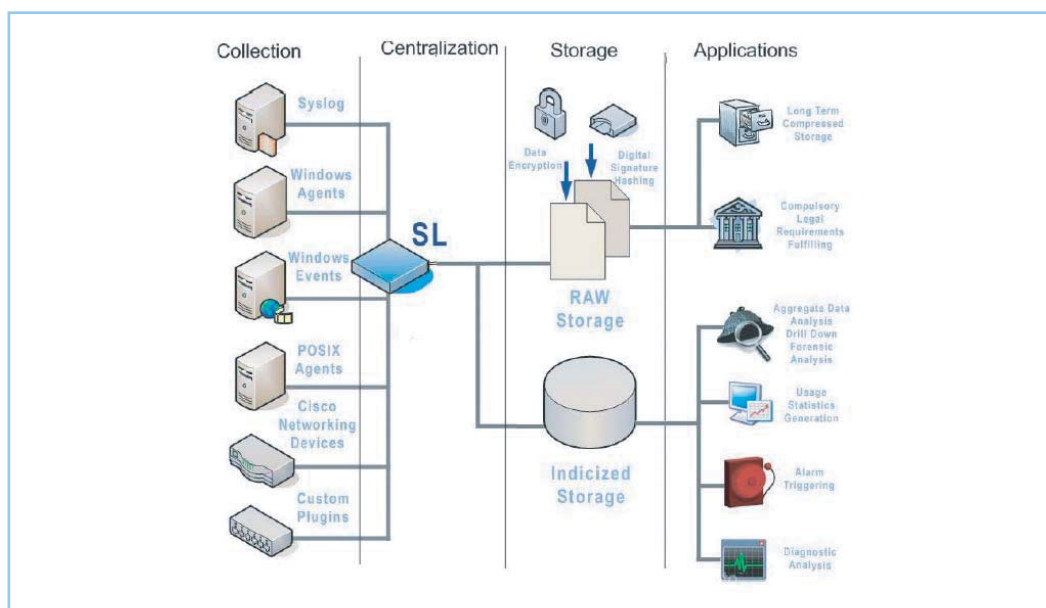 Collection
Centralization
Storage
Applications
Syslog
Windows
Agents
Windows
Events
POSIX
Agents
Cisco
Networking
Devices
Custom
Plugins
SL
Data
Encryption
Digital
Signature
Hashing
RAW
Storage
Indicized
Storage
Long Term
Compressed
Storage
Compulsory
Legal
Requirements
Fulfilling
Aggregate Data
Analysis
Drill Down
Forensic
Analysis
Usage
Statistics
Generation
Alarm
Triggering
Diagnostic
Analysis